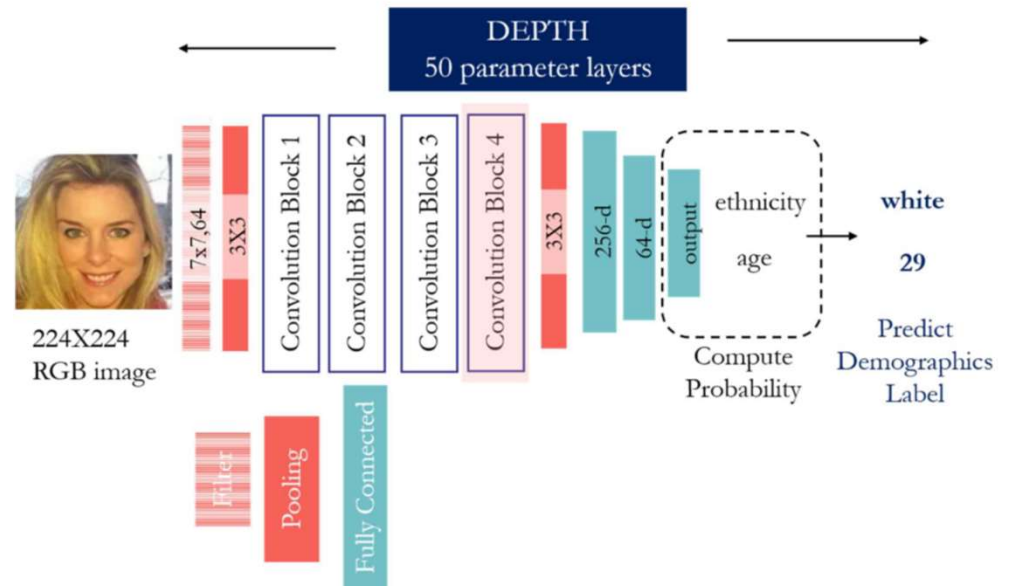 DEPTH
50 parameter layers
7x7,64
3X3
Convolution Block 1
Convolution Block 2
Convolution Block 3
Convolution Block 4
3X3
256-d
64-d
output
ethnicity
age
white
29
224X224
RGB image
Compute
Probability
Predict
Demographics
Label
Filter
Pooling
Fully Connected